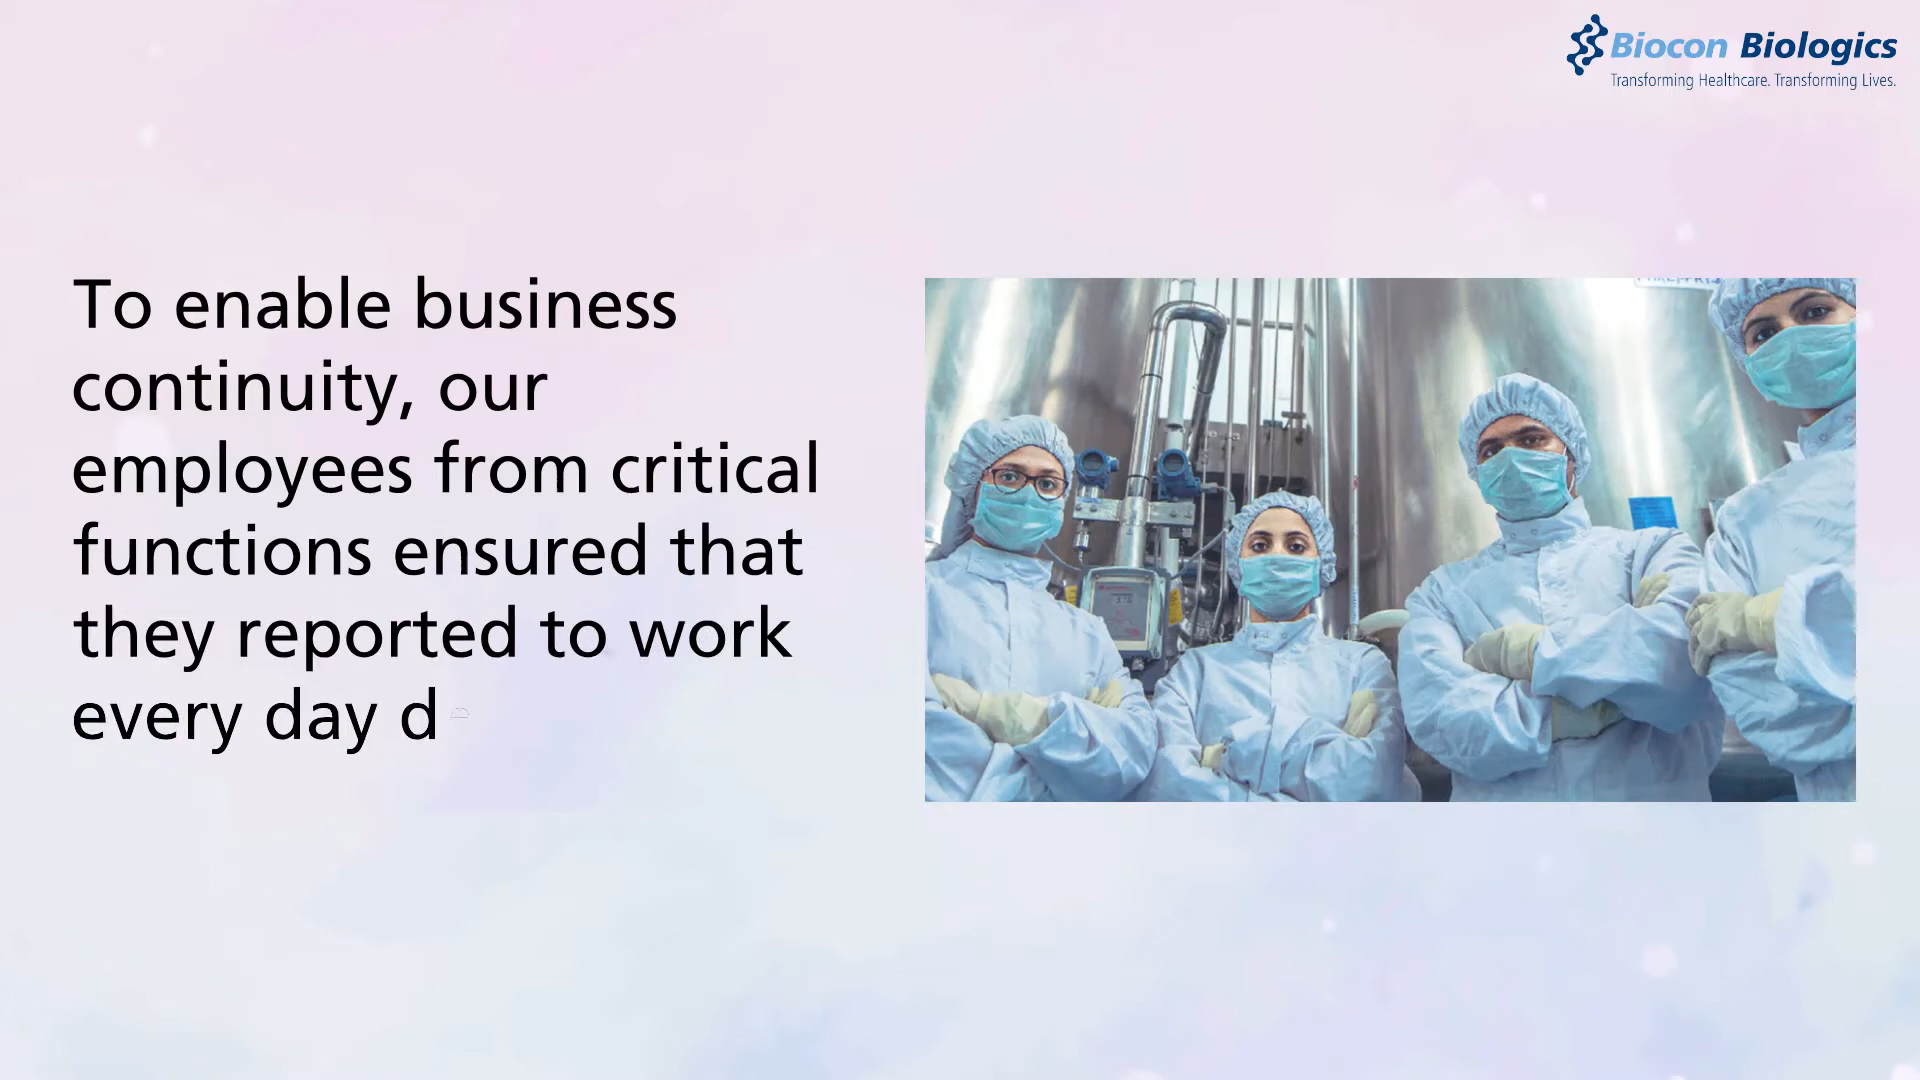 Biocon Biologics
Transforming Healthcare. Transforming Lives.
To enable business
continuity, our
employees from critical
functions ensured that
they reported to work
every day d